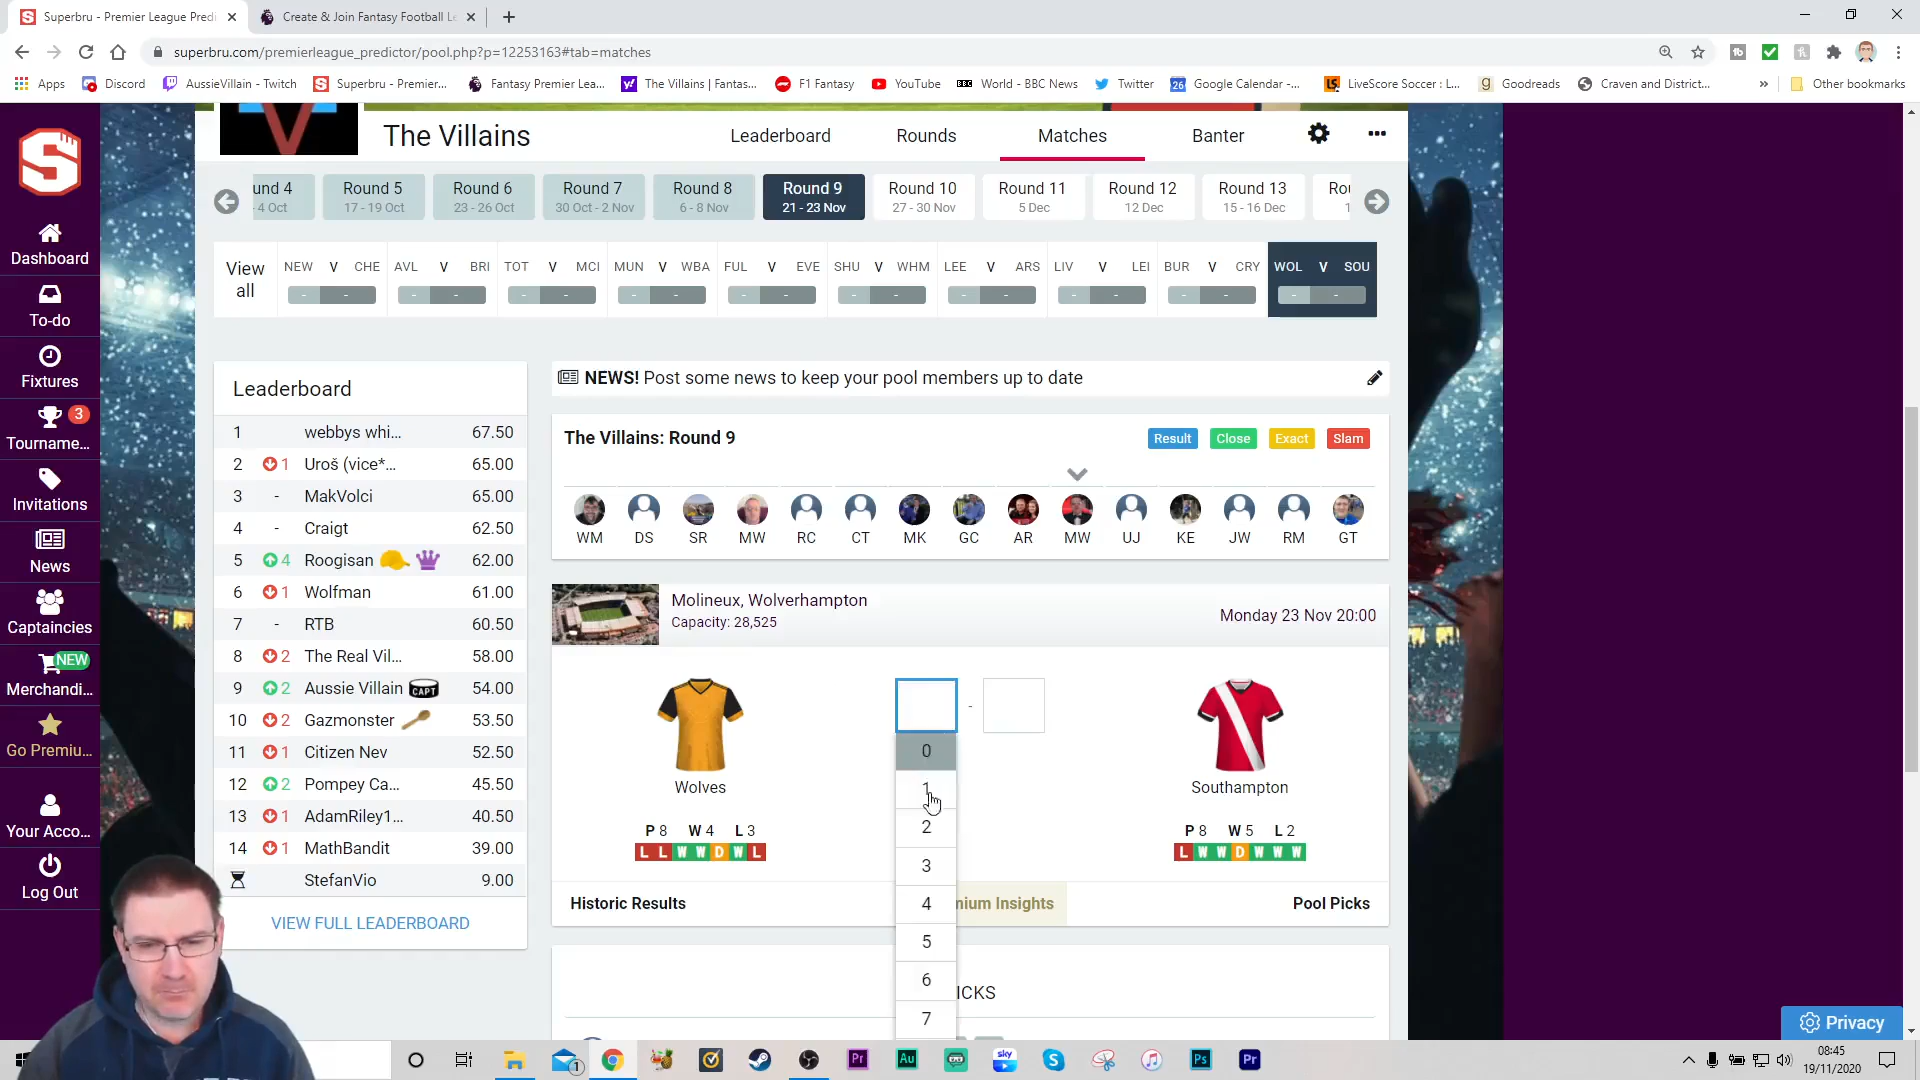 Superbru - Premier League Predi
Create & Join Fantasy Football Le
superbru.com/premierleague_predictor/pool.php?p=12253163#tab=matches
Apps
Discord
AussieVillain - Twitch
Superbru - Premier...
Fantasy Premier Lea...
The Villains | Fantas...
F1 Fantasy
YouTube
World - BBC News
Twitter
Google Calendar -...
LiveScore Soccer : L...
Goodreads
Craven and District...
Other bookmarks
Dashboard
To-do
Fixtures
3
Tourname...
Invitations
News
Captaincies
NEW
Merchandi...
Go Premiu...
Your Acco...
Log Out
The Villains
Leaderboard
Rounds
Matches
Banter
und 4
- 4 Oct
Round 5
17 - 19 Oct
Round 6
23 - 26 Oct
Round 7
30 Oct - 2 Nov
Round 8
6 - 8 Nov
Round 9
21 - 23 Nov
Round 10
27 - 30 Nov
Round 11
5 Dec
Round 12
12 Dec
Round 13
15 - 16 Dec
Rou
1
View all
NEW V CHE
- -
AVL V BRI
- -
TOT V MCI
- -
MUN V WBA
- -
FUL V EVE
- -
SHU V WHM
- -
LEE V ARS
- -
LIV V LEI
- -
BUR V CRY
- -
WOL V SOU
- -
Leaderboard
1 webbys whi... 67.50
2 1 Uroš (vice*... 65.00
3 - MakVolci 65.00
4 - Craigt 62.50
5 4 Roogisan 62.00
6 1 Wolfman 61.00
7 - RTB 60.50
8 2 The Real Vil... 58.00
9 2 Aussie Villain CAPT 54.00
10 2 Gazmonster 53.50
11 1 Citizen Nev 52.50
12 2 Pompey Ca... 45.50
13 1 AdamRiley1... 40.50
14 1 MathBandit 39.00
StefanVio 9.00
VIEW FULL LEADERBOARD
NEWS! Post some news to keep your pool members up to date
The Villains: Round 9
Result Close Exact Slam
WM DS SR MW RC CT MK GC AR MW UJ KE JW RM GT
Molineux, Wolverhampton
Capacity: 28,525
Monday 23 Nov 20:00
-
Wolves
P 8 W 4 L 3
L L W W D W L
0
1
2
3
4
5
6
7
Southampton
P 8 W 5 L 2
L W W D W W W
Historic Results
nium Insights
Pool Picks
ICKS
Privacy
1
sky
Pr
Au
Ps
Pr
08:45
19/11/2020